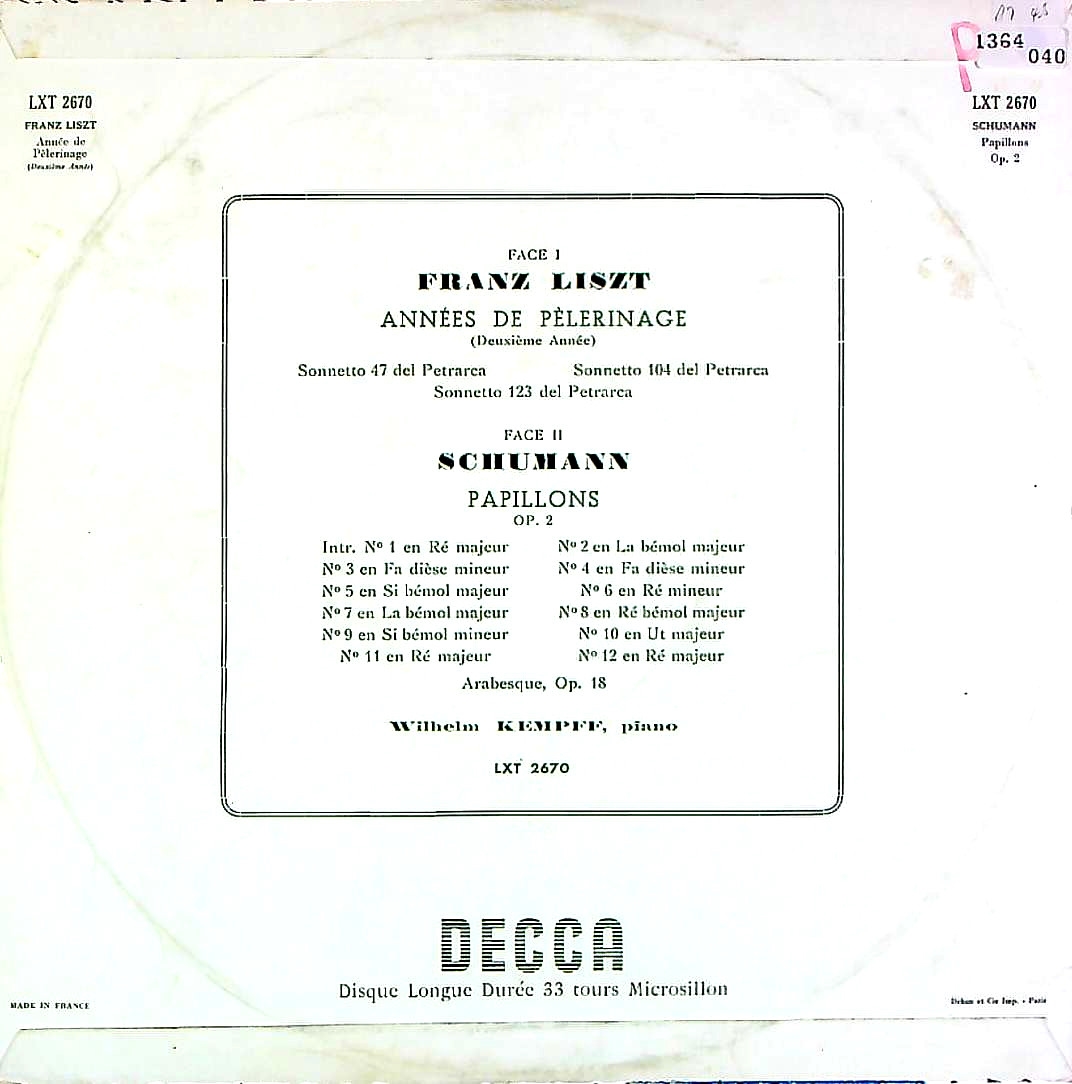 1364
040
LXT 2670
FRANZ LISZT
Année de
Pèlerinage
(Deuxième Année)
LXT 2670
SCHUMANN
Papillons
Op. 2
FACE I
FRANZ LISZT
ANNÉES DE PÈLERINAGE
(Deuxième Année)
Sonnetto 47 del Petrarca Sonnetto 104 del Petrarca
Sonnetto 123 del Petrarca
FACE II
SCHUMANN
PAPILLONS
OP. 2
Intr. Nº 1 en Ré majeur Nº 2 en La bémol majeur
Nº 3 en Fa dièse mineur Nº 4 en Fa dièse mineur
Nº 5 en Si bémol majeur Nº 6 en Ré mineur
Nº 7 en La bémol majeur Nº 8 en Ré bémol majeur
Nº 9 en Si bémol mineur Nº 10 en Ut majeur
Nº 11 en Ré majeur Nº 12 en Ré majeur
Arabesque, Op. 18
Wilhelm KEMPFF, piano
LXT 2670
DECCA
Disque Longue Durée 33 tours Microsillon
MADE IN FRANCE
et Cie Imp. - Paris